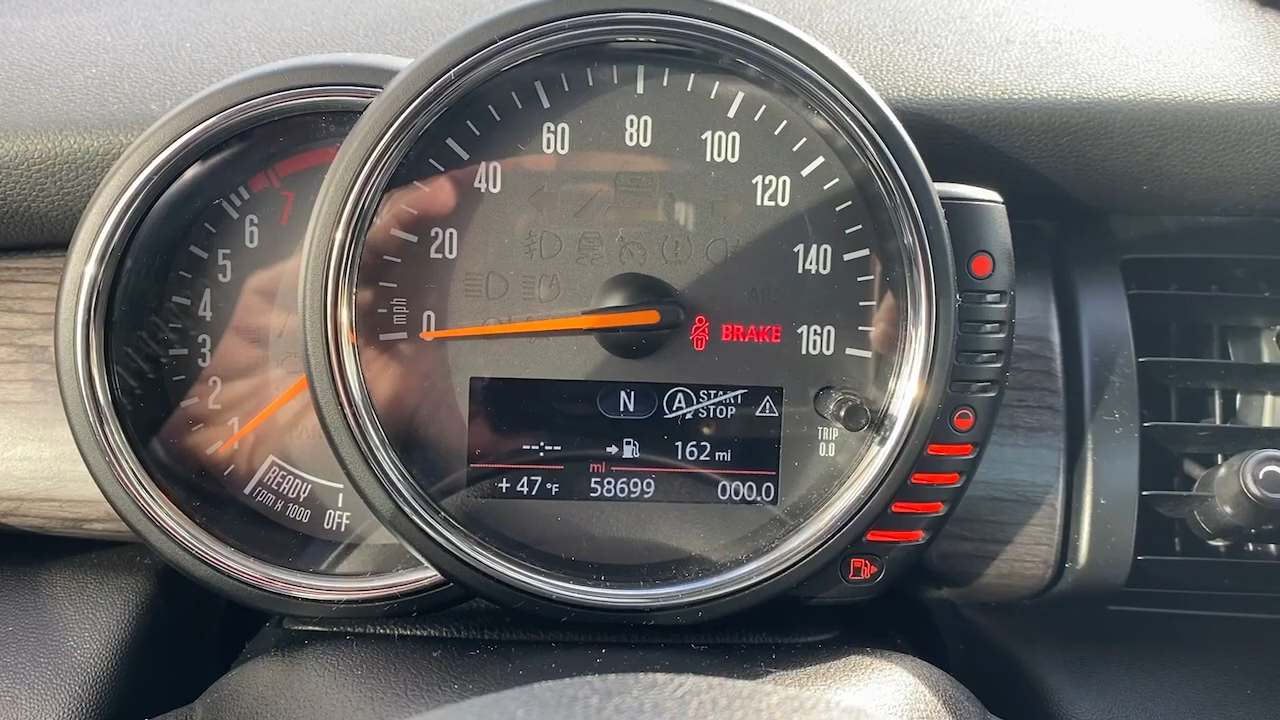 7
6
5
4
3
2
1
READY
rpm X 1000
OFF
mph
0
20
40
60
80
100
120
140
160
BRAKE
N
A START
STOP
--:--
162 mi
mi
+ 47 °F
58699
000.0
TRIP
0.0